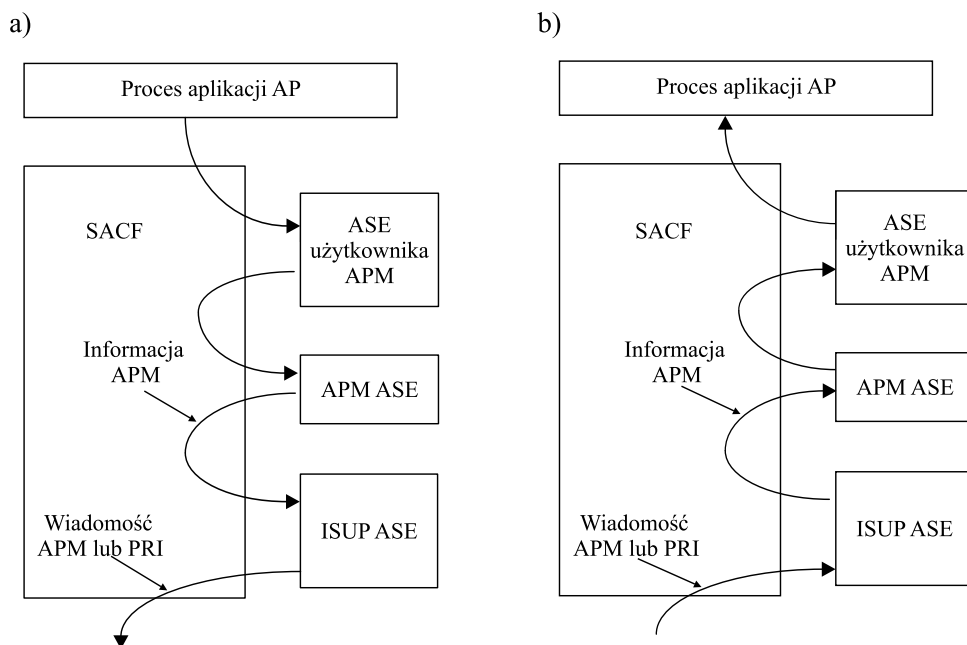 a)
Proces aplikacji AP
SACF
ASE
użytkownika
APM
Informacja
APM
APM ASE
ISUP ASE
Wiadomość
APM lub PRI
b)
Proces aplikacji AP
SACF
ASE
użytkownika
APM
Informacja
APM
APM ASE
ISUP ASE
Wiadomość
APM lub PRI